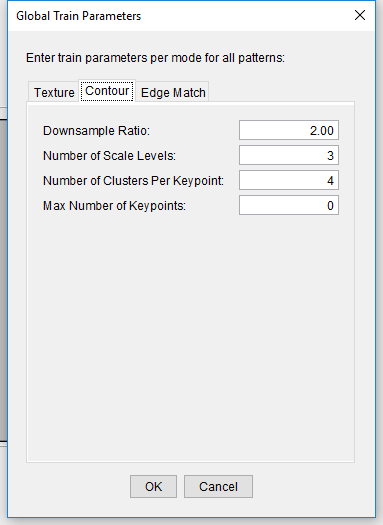 Global Train Parameters
Enter train parameters per mode for all patterns:
Texture Contour Edge Match
Downsample Ratio: 2.00
Number of Scale Levels: 3
Number of Clusters Per Keypoint: 4
Max Number of Keypoints: 0
OK Cancel